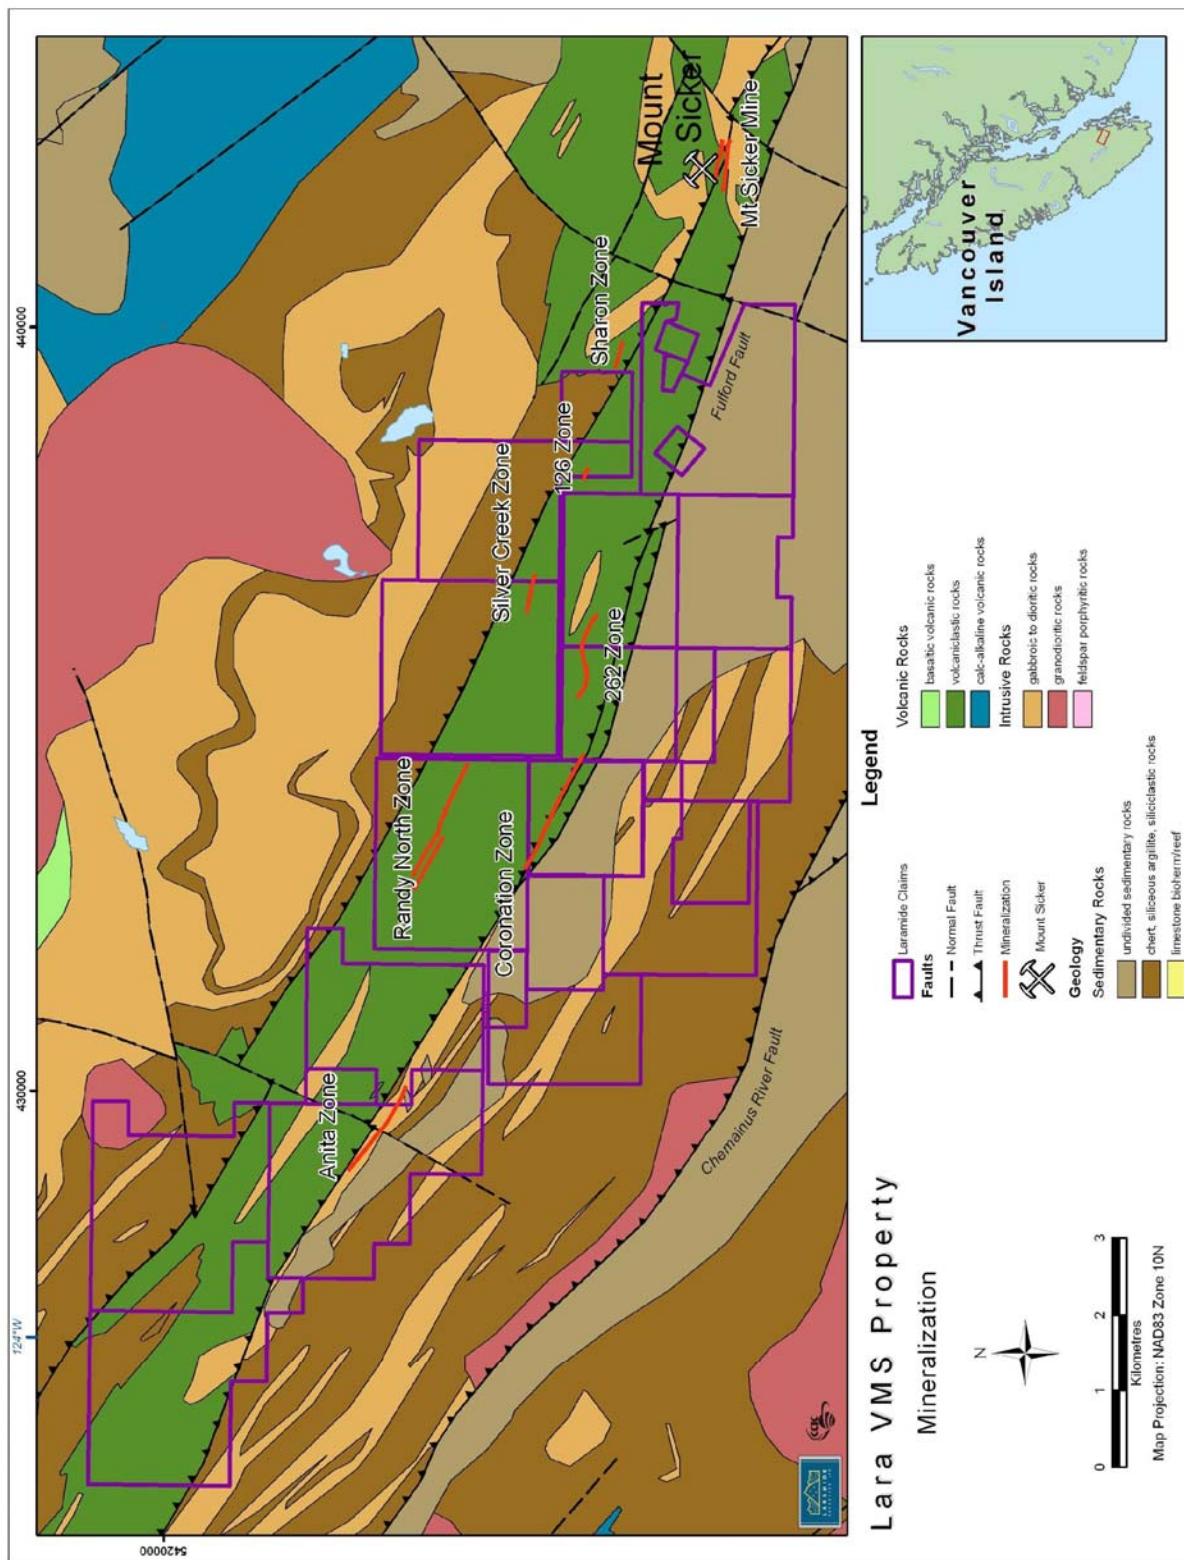 440000
430000
124°W
5420000
Mount
Sicker
Mt Sicker Mine
Sharon Zone
126 Zone
Silver Creek Zone
262 Zone
Randy North Zone
Coronation Zone
Anita Zone
Fulford Fault
Chemainus River Fault
Vancouver
Island
Lara VMS Property
Mineralization
N
0 1 2 3
Kilometres
Map Projection: NAD83 Zone 10N
Legend
Laramide Claims
Faults
Normal Fault
Thrust Fault
Mineralization
Mount Sicker
Geology
Sedimentary Rocks
undivided sedimentary rocks
chert, siliceous argillite, siliciclastic rocks
limestone bioherm/reef
Volcanic Rocks
basaltic volcanic rocks
volcaniclastic rocks
calc-alkaline volcanic rocks
Intrusive Rocks
gabbroic to dioritic rocks
granodioritic rocks
feldspar porphyritic rocks
LARAMIDE